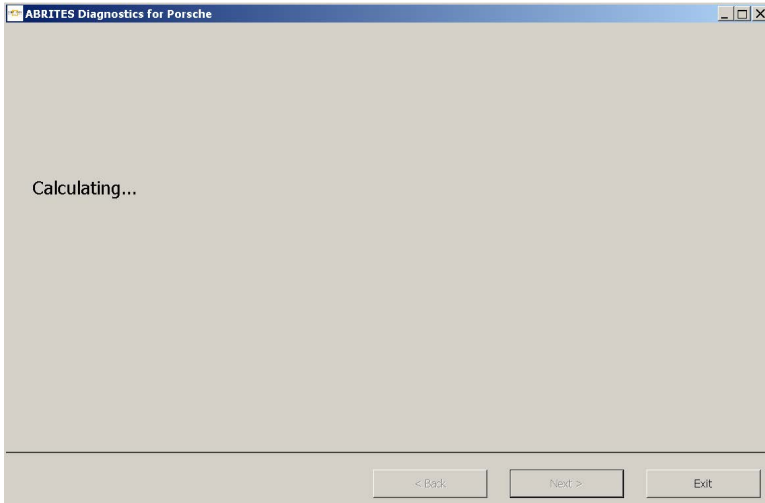 ABRITES Diagnostics for Porsche
Calculating...
< Back
Next >
Exit